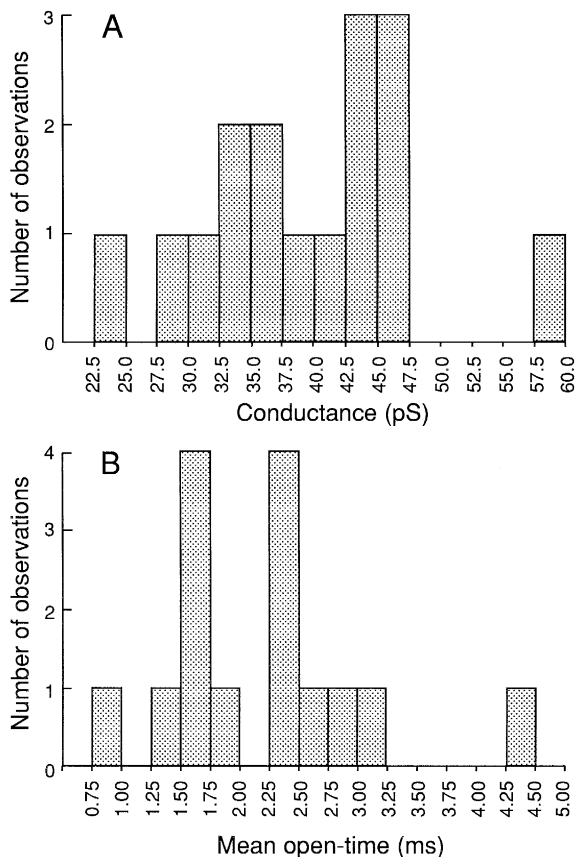 A
Number of observations
3
2
1
0
22.5 25.0 27.5 30.0 32.5 35.0 37.5 40.0 42.5 45.0 47.5 50.0 52.5 55.0 57.5 60.0
Conductance (pS)
B
Number of observations
4
3
2
1
0
0.75 1.00 1.25 1.50 1.75 2.00 2.25 2.50 2.75 3.00 3.25 3.50 3.75 4.00 4.25 4.50 5.00
Mean open-time (ms)